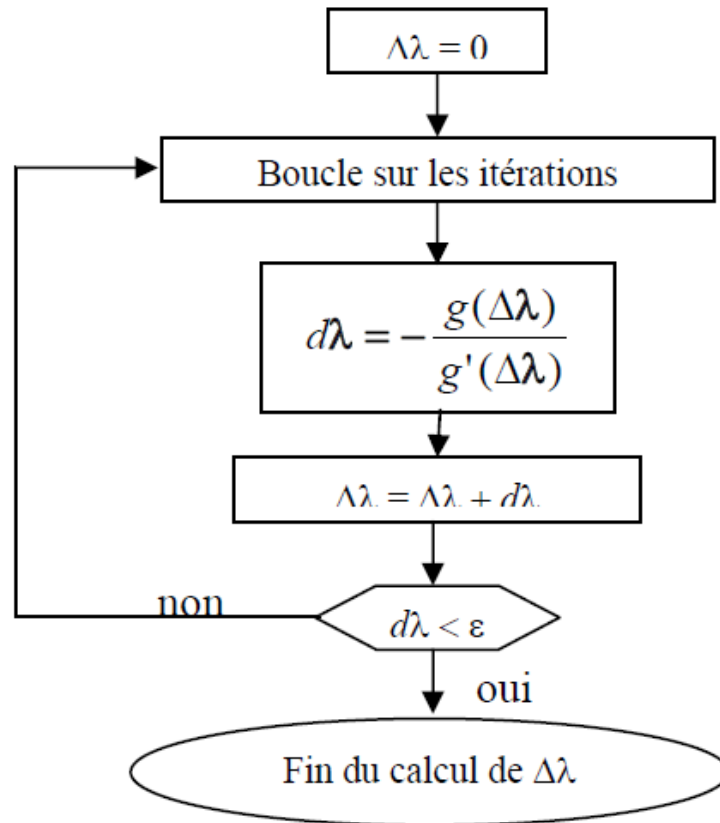 Δλ = 0
Boucle sur les itérations
dλ = − g(Δλ) / g'(Δλ)
Δλ = Δλ + dλ
non
dλ < ε
oui
Fin du calcul de Δλ